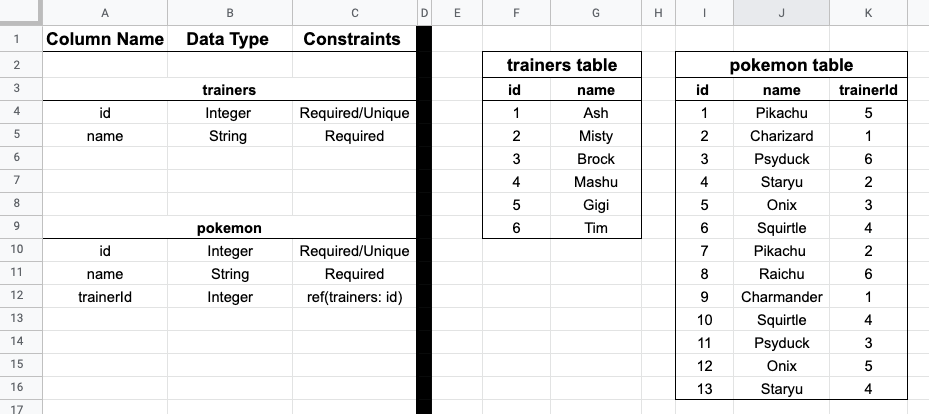 A B C D E F G H I J K
1 Column Name Data Type Constraints
2 trainers table pokemon table
3 trainers id name id name trainerId
4 id Integer Required/Unique 1 Ash 1 Pikachu 5
5 name String Required 2 Misty 2 Charizard 1
6 3 Brock 3 Psyduck 6
7 4 Mashu 4 Staryu 2
8 5 Gigi 5 Onix 3
9 pokemon 6 Tim 6 Squirtle 4
10 id Integer Required/Unique 7 Pikachu 2
11 name String Required 8 Raichu 6
12 trainerId Integer ref(trainers: id) 9 Charmander 1
13 10 Squirtle 4
14 11 Psyduck 3
15 12 Onix 5
16 13 Staryu 4
17